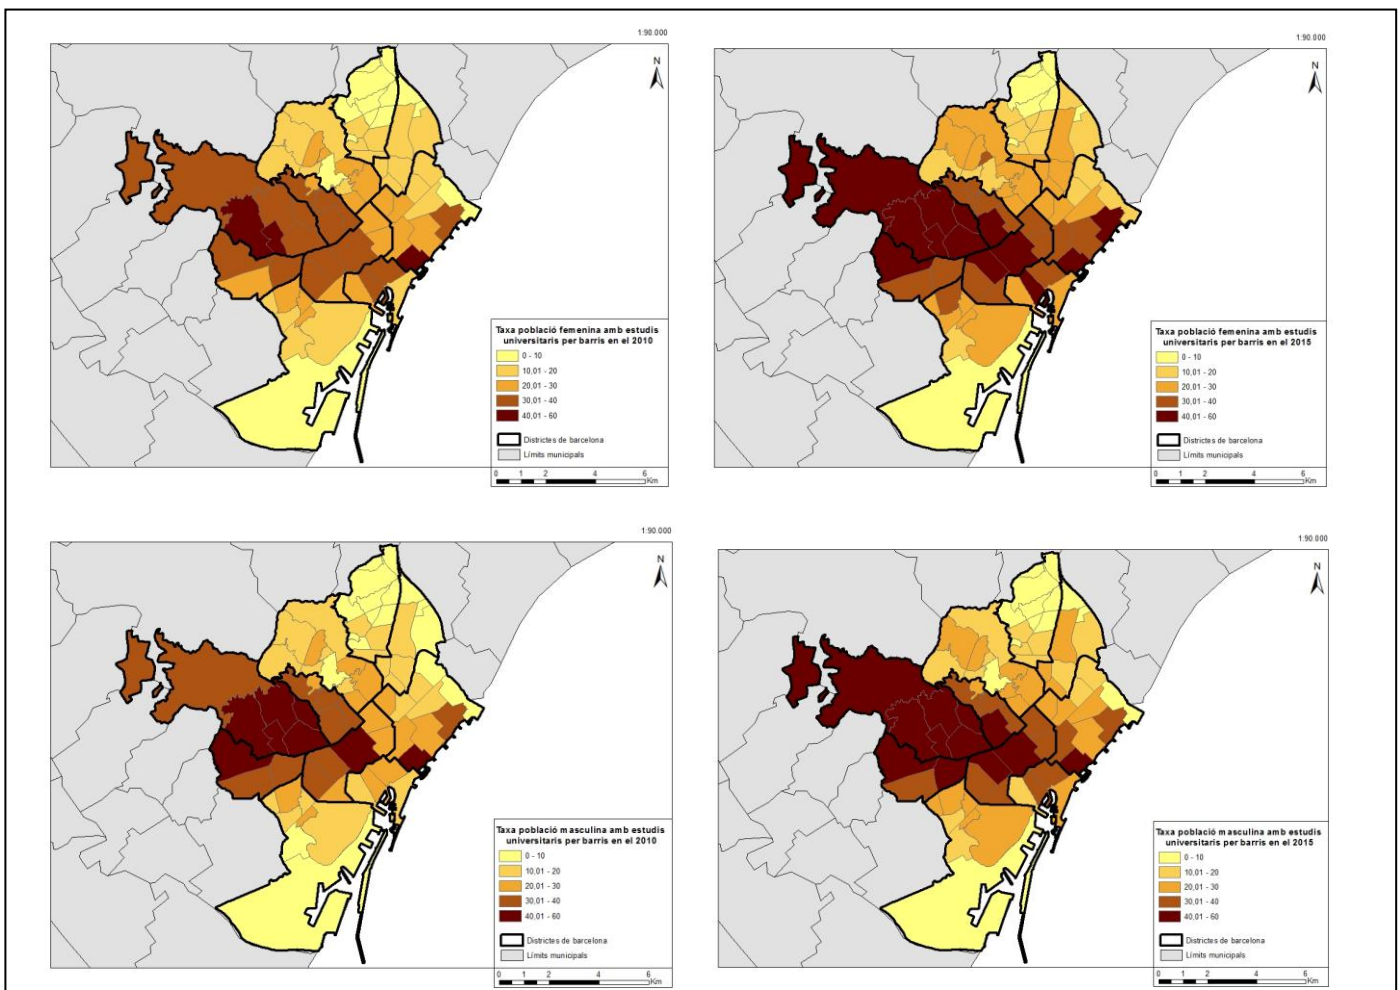 1:90.000
N
Taxa població femenina amb estudis
universitaris per barris en el 2010
0 - 10
10,01 - 20
20,01 - 30
30,01 - 40
40,01 - 60
Districtes de barcelona
Límits municipals
0 1 2 4 6
Km
1:90.000
N
Taxa població femenina amb estudis
universitaris per barris en el 2015
0 - 10
10,01 - 20
20,01 - 30
30,01 - 40
40,01 - 60
Districtes de barcelona
Límits municipals
0 1 2 4 6
Km
1:90.000
N
Taxa població masculina amb estudis
universitaris per barris en el 2010
0 - 10
10,01 - 20
20,01 - 30
30,01 - 40
40,01 - 60
Districtes de barcelona
Límits municipals
0 1 2 4 6
Km
1:90.000
N
Taxa població masculina amb estudis
universitaris per barris en el 2015
0 - 10
10,01 - 20
20,01 - 30
30,01 - 40
40,01 - 60
Districtes de barcelona
Límits municipals
0 1 2 4 6
Km